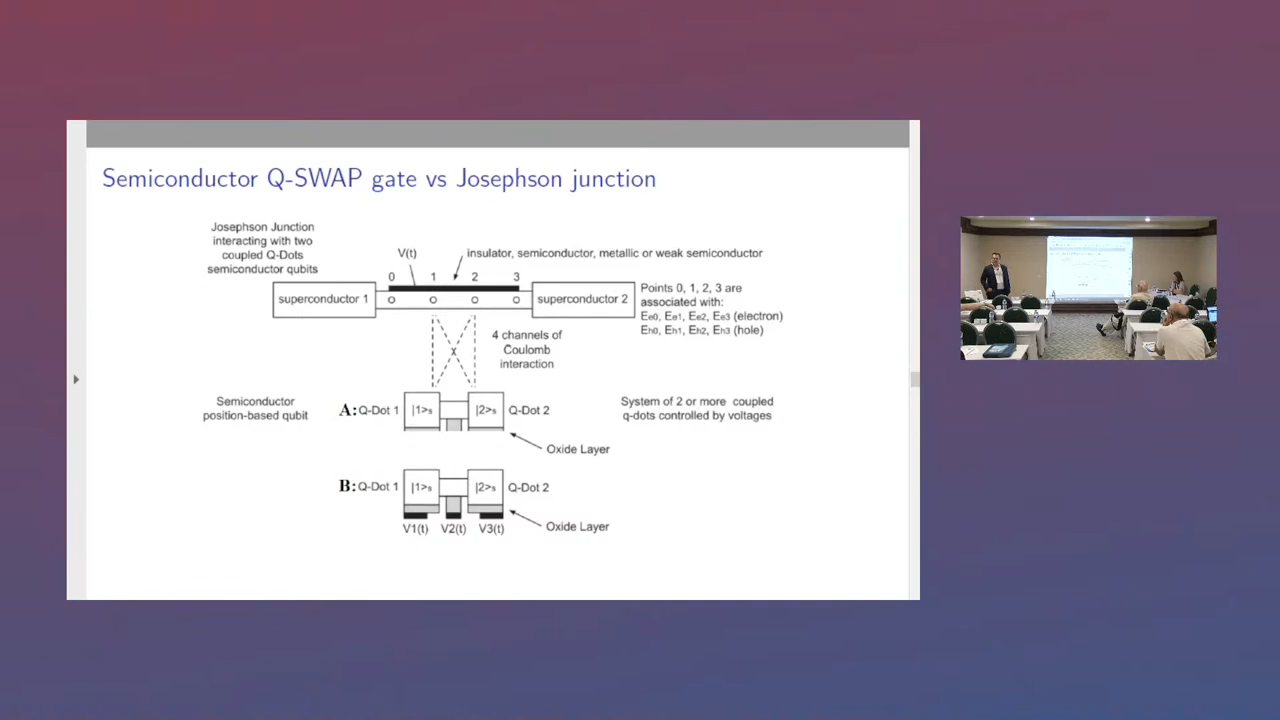 Semiconductor Q-SWAP gate vs Josephson junction
Josephson Junction
interacting with two
coupled Q-Dots
semiconductor qubits
V(t)
insulator, semiconductor, metallic or weak semiconductor
0 1 2 3
superconductor 1
superconductor 2
Points 0, 1, 2, 3 are
associated with:
Ee0, Ee1, Ee2, Ee3 (electron)
Eh0, Eh1, Eh2, Eh3 (hole)
4 channels of
Coulomb
interaction
Semiconductor
position-based qubit
A: Q-Dot 1 |1>s |2>s Q-Dot 2
System of 2 or more coupled
q-dots controlled by voltages
Oxide Layer
B: Q-Dot 1 |1>s |2>s Q-Dot 2
Oxide Layer
V1(t) V2(t) V3(t)